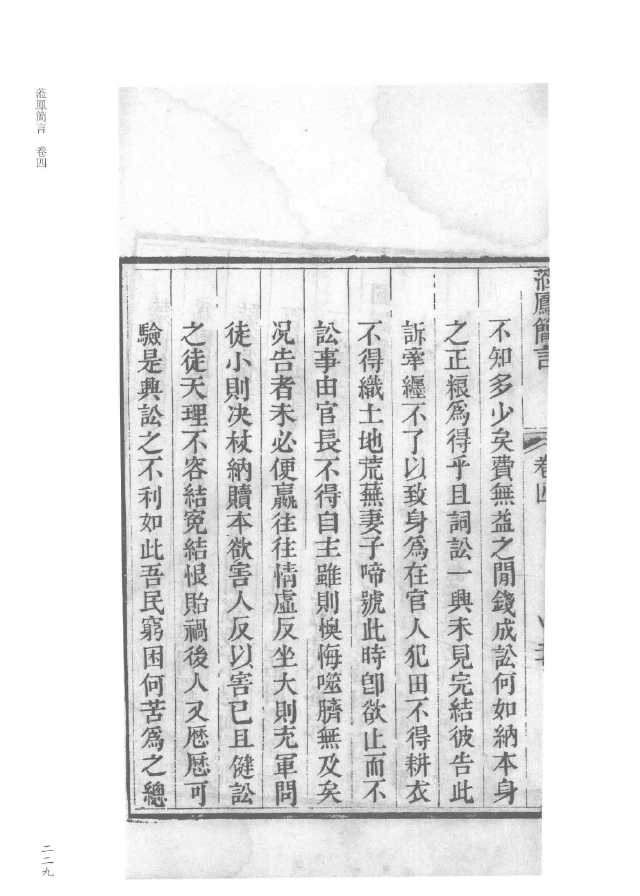 蒞鳳簡言 卷四
不知多少矣費無益之閒錢成訟何如納本身
之正粮爲得乎且詞訟一興未見完結彼告此
訴牽纏不了以致身爲在官人犯田不得耕衣
不得織土地荒蕪妻子啼號此時卽欲止而不
訟事由官長不得自主雖則懊悔噬臍無及矣
况告者未必便贏往往情虛反坐大則充軍問
徒小則决杖納贖本欲害人反以害已且健訟
之徒天理不容結冤結恨貽禍後人又厯厯可
驗是興訟之不利如此吾民窮困何苦爲之總
蒞鳳簡言 卷四
二二九